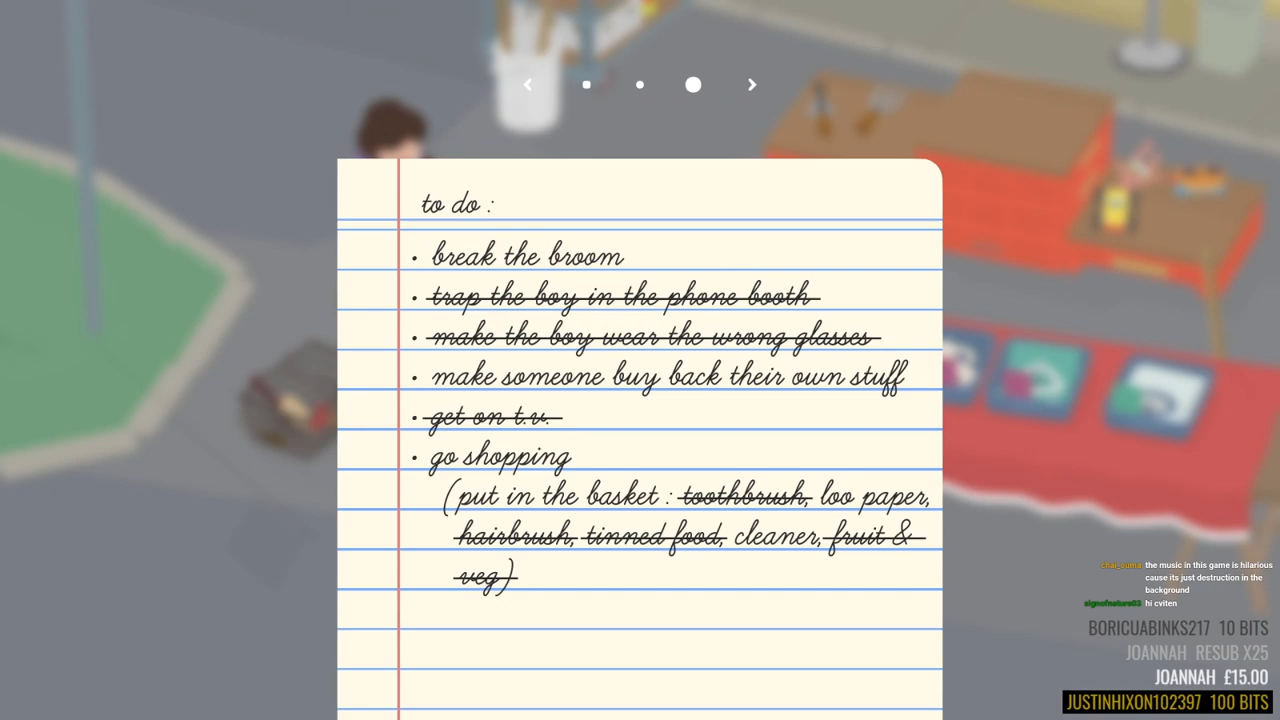 to do :
• break the broom
• trap the boy in the phone booth
• make the boy wear the wrong glasses
• make someone buy back their own stuff
• get on t.v.
• go shopping
(put in the basket : toothbrush, loo paper,
hairbrush, tinned food, cleaner, fruit &
veg)
chai_ouma the music in this game is hilarious
cause its just destruction in the
background
signofnature03 hi cviten
BORICUABINKS217 10 BITS
JOANNAH RESUB X25
JOANNAH £15.00
JUSTINHIXON102397 100 BITS